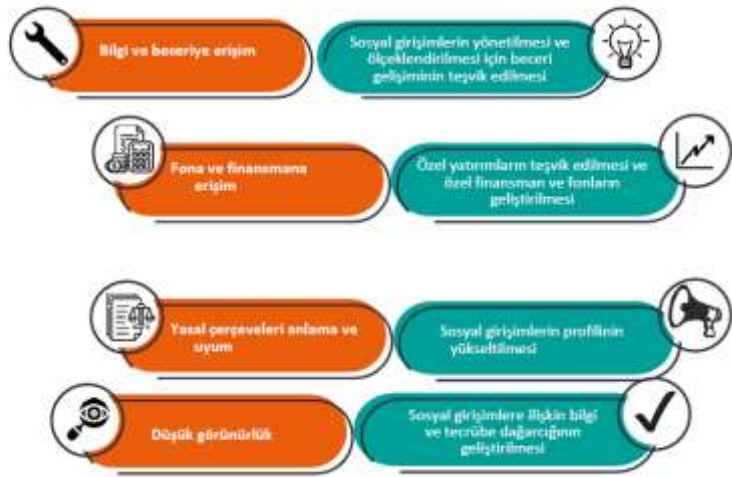 Bilgi ve beceriye erişim
Sosyal girişimlerin yönetilmesi ve
ölçeklendirilmesi için beceri
gelişiminin teşvik edilmesi
Fona ve finansmana
erişim
Özel yatırımların teşvik edilmesi ve
özel finansman ve fonların
geliştirilmesi
Yasal çerçeveleri anlama ve
uyum
Sosyal girişimlerin profilinin
yükseltilmesi
Düşük görünürlük
Sosyal girişimlere ilişkin bilgi
ve tecrübe dağarcığının
geliştirilmesi